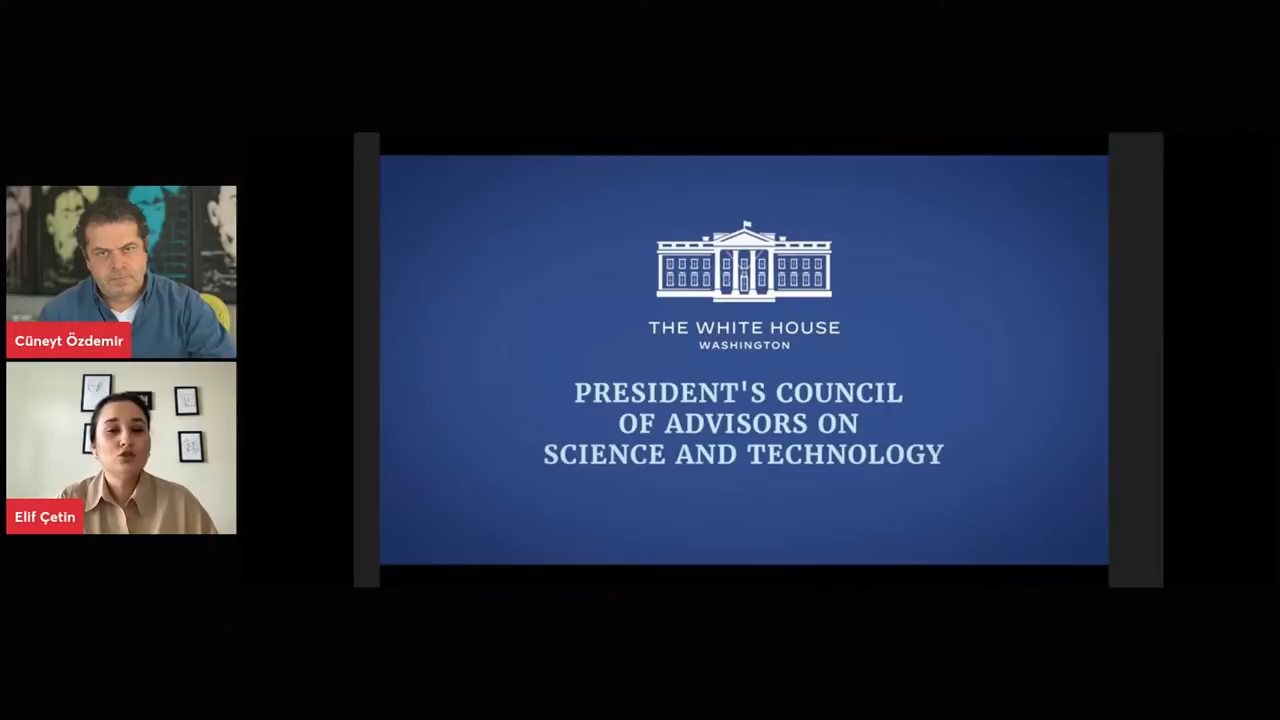 Cüneyt Özdemir
Elif Çetin
THE WHITE HOUSE
WASHINGTON
PRESIDENT'S COUNCIL
OF ADVISORS ON
SCIENCE AND TECHNOLOGY